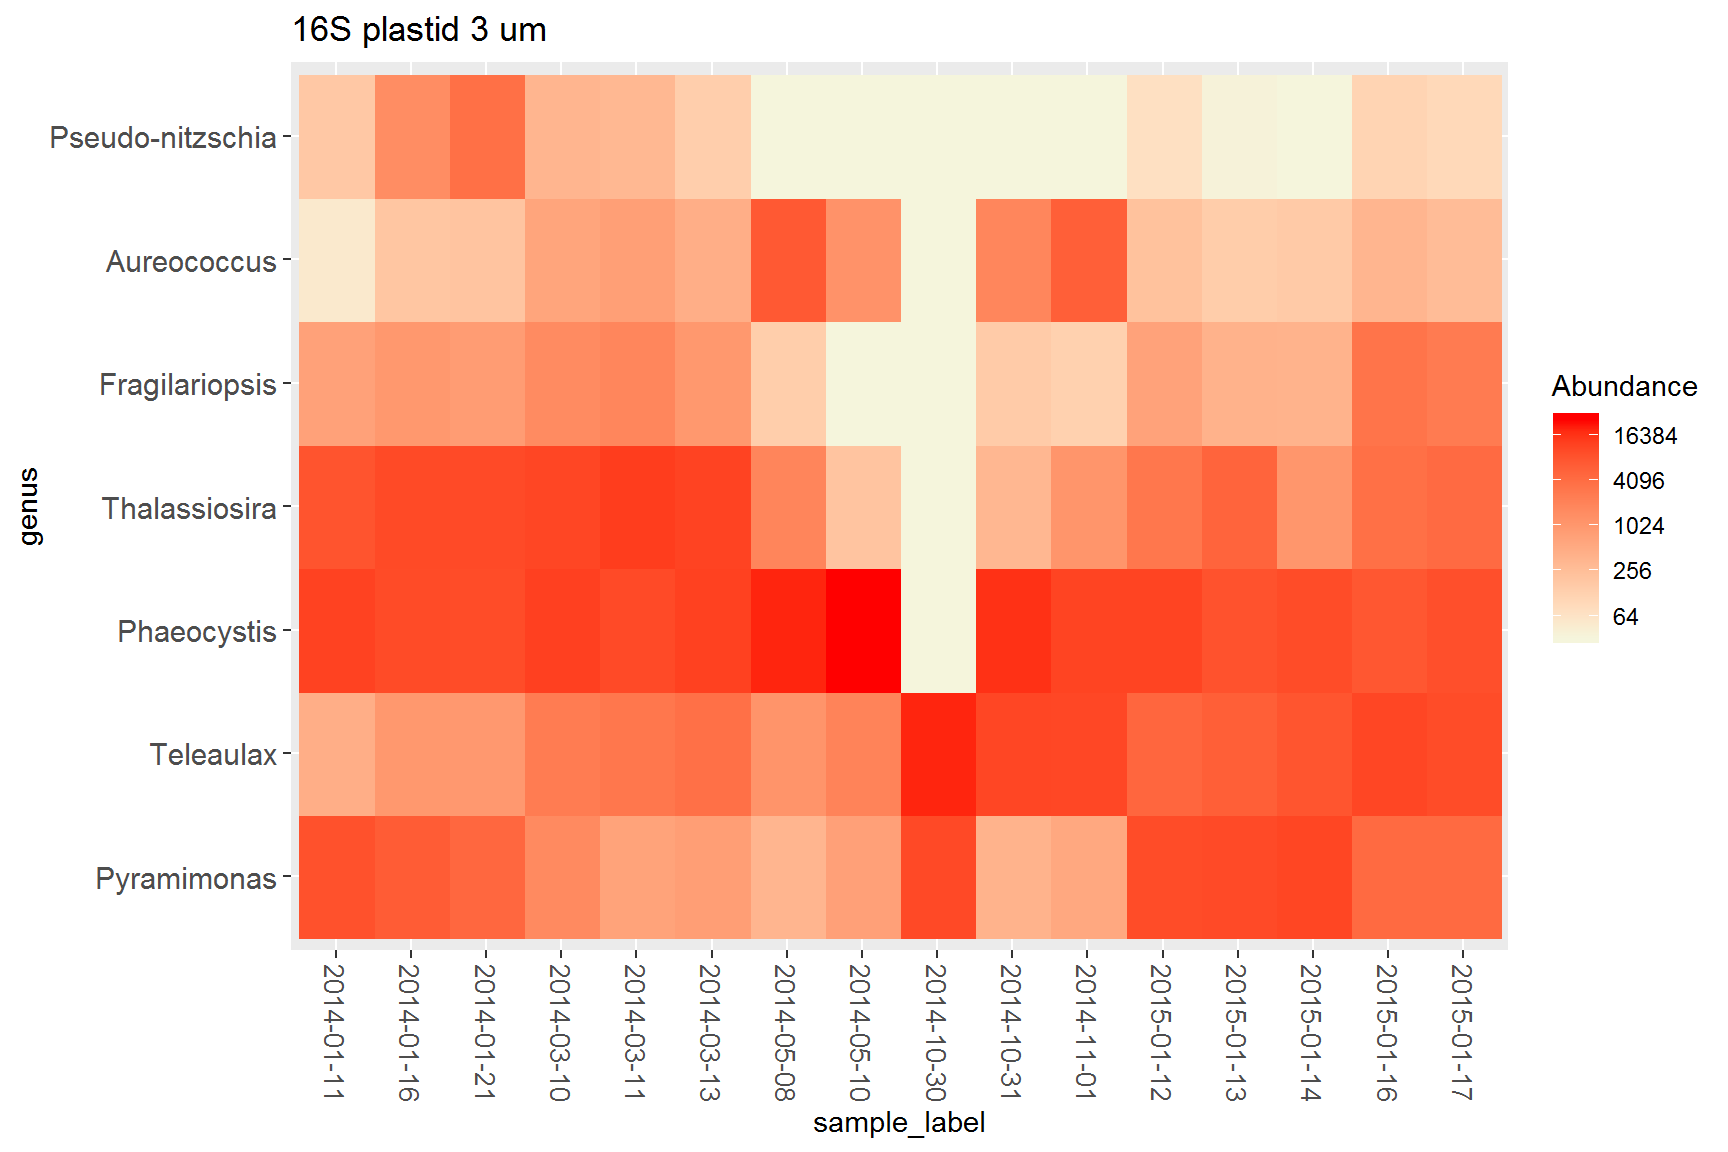 16S plastid 3 um
Pseudo-nitzschia
Aureococcus
Fragilariopsis
Thalassiosira
Phaeocystis
Teleaulax
Pyramimonas
genus
2014-01-11
2014-01-16
2014-01-21
2014-03-10
2014-03-11
2014-03-13
2014-05-08
2014-05-10
2014-10-30
2014-10-31
2014-11-01
2015-01-12
2015-01-13
2015-01-14
2015-01-16
2015-01-17
sample_label
Abundance
16384
4096
1024
256
64